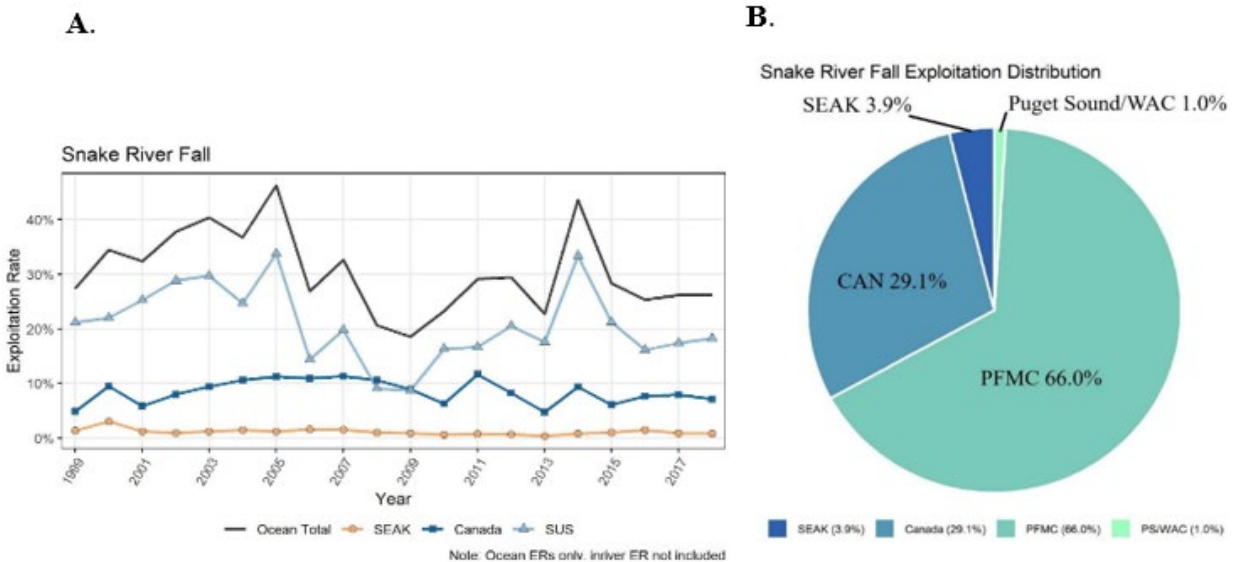 A.
Snake River Fall
Exploitation Rate
40%
30%
20%
10%
0%
1999
2001
2003
2005
2007
2009
2011
2013
2015
2017
Year
Ocean Total SEAK Canada SUS
Note: Ocean ERs only, inriver ER not included
B.
Snake River Fall Exploitation Distribution
SEAK 3.9%
Puget Sound/WAC 1.0%
CAN 29.1%
PFMC 66.0%
SEAK (3.9%) Canada (29.1%) PFMC (66.0%) PS/WAC (1.0%)